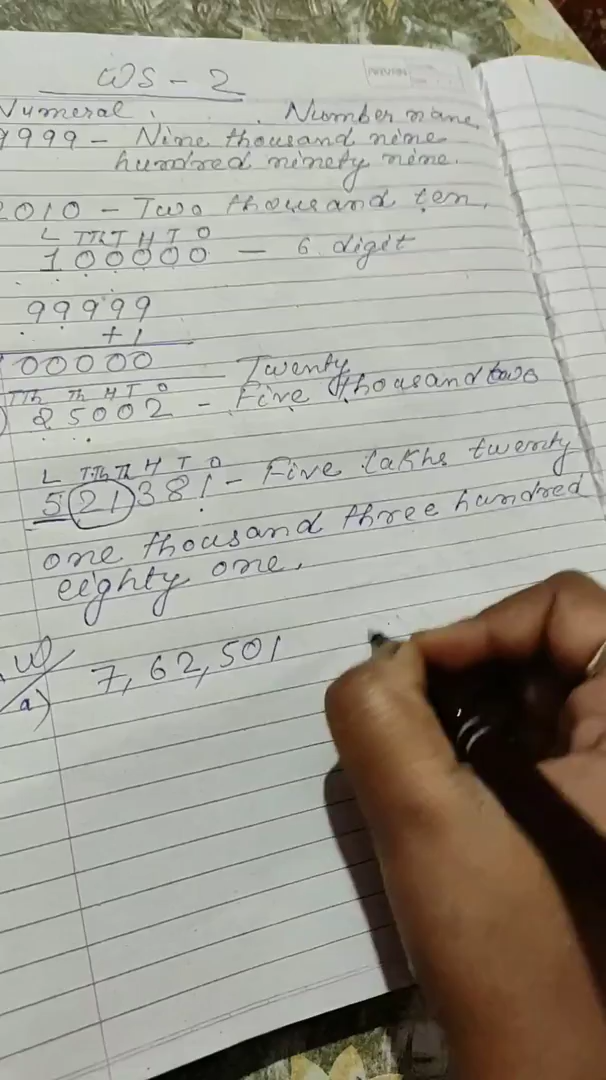 WS - 2
NAVNEET
Numeral . . Number name
9999 - Nine thousand nine
hundred ninety nine.
2010 - Two thousand ten.
L TTh T H T O
100000 - 6 digit
99999
+1
00000
Twenty
TTh Th H T O
25002 - Five thousand two
L TTh Th H T O
521381 - Five lakhs twenty
one thousand three hundred
eighty one.
a) 7,62,501